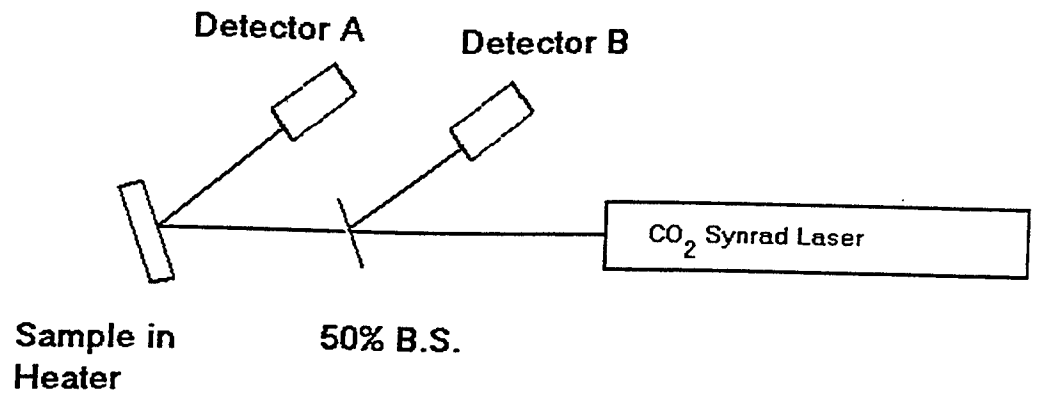 Detector A
Detector B
CO2 Synrad Laser
Sample in
Heater
50% B.S.